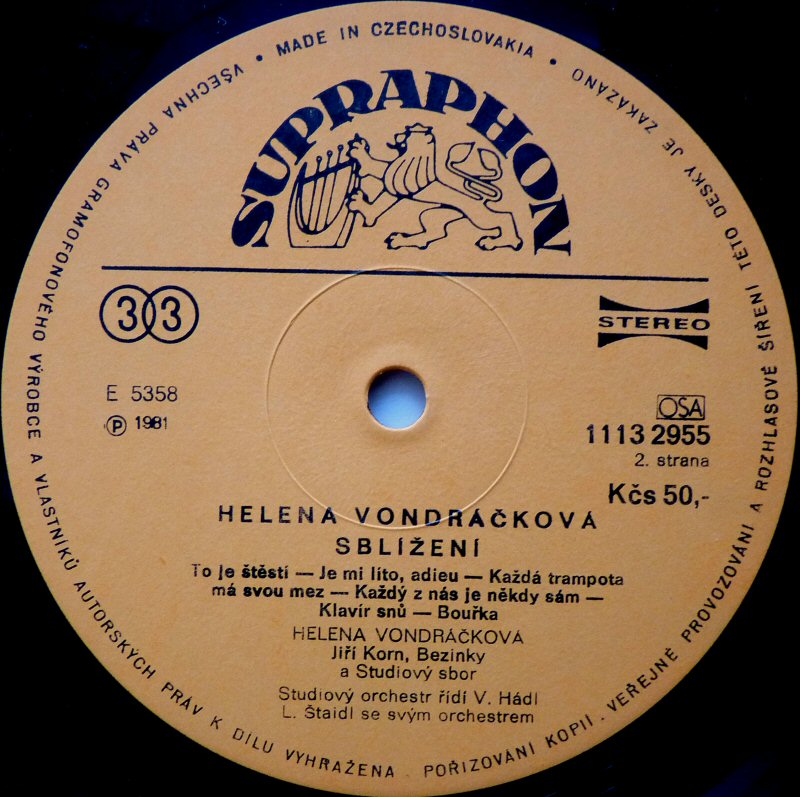 VŠECHNA PRÁVA GRAMOFONOVÉHO VÝROBCE A VLASTNÍKŮ AUTORSKÝCH PRÁV K DÍLU VYHRAŽENA . POŘIZOVÁNÍ KOPIÍ . VEŘEJNÉ PROVOZOVÁNÍ A ROZHLASOVÉ ŠÍŘENÍ TÉTO DESKY JE ZAKÁZÁNO
• MADE IN CZECHOSLOVAKIA •
SUPRAPHON
33
STEREO
E 5358
Ⓟ 1981
OSA
1113 2955
2. strana
Kčs 50,-
HELENA VONDRÁČKOVÁ
SBLÍŽENÍ
To je štěstí — Je mi líto, adieu — Každá trampota
má svou mez — Každý z nás je někdy sám —
Klavír snů — Bouřka
HELENA VONDRÁČKOVÁ
Jiří Korn, Bezinky
a Studiový sbor
Studiový orchestr řídí V. Hádl
L. Štaidl se svým orchestrem